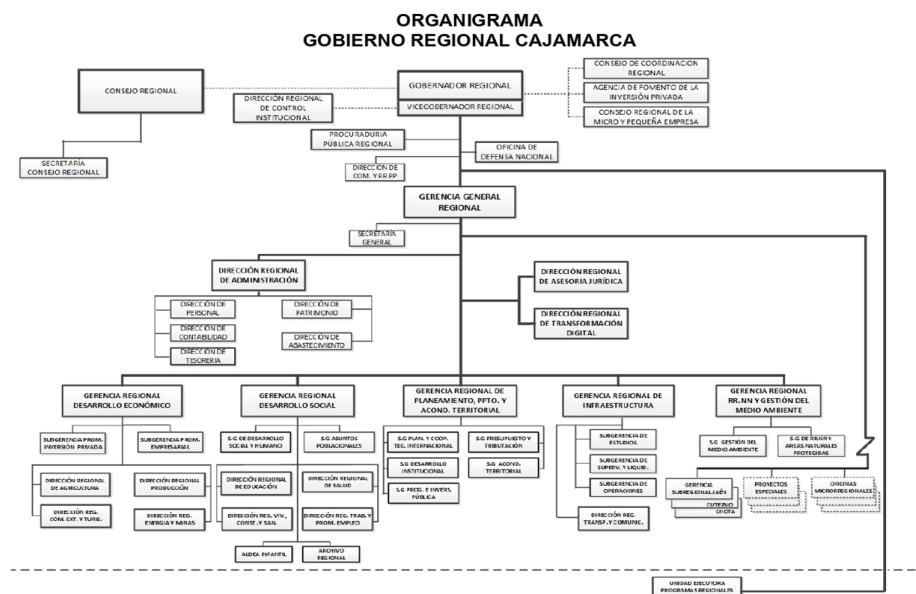 ORGANIGRAMA
GOBIERNO REGIONAL CAJAMARCA
CONSEJO REGIONAL
GOBERNADOR REGIONAL
VICEGOBERNADOR REGIONAL
CONSEJO DE COORDINACION
REGIONAL
AGENCIA DE FOMENTO DE LA
INVERSIÓN PRIVADA
CONSEJO REGIONAL DE LA
MICRO Y PEQUEÑA EMPRESA
DIRECCIÓN REGIONAL
DE CONTROL
INSTITUCIONAL
PROCURADURIA
PÚBLICA REGIONAL
OFICINA DE
DEFENSA NACIONAL
SECRETARÍA
CONSEJO REGIONAL
DIRECCIÓN DE
COM. Y RR.PP
GERENCIA GENERAL
REGIONAL
SECRETARÍA
GENERAL
DIRECCIÓN REGIONAL
DE ADMINISTRACIÓN
DIRECCIÓN DE
PERSONAL
DIRECCIÓN DE
CONTABILIDAD
DIRECCIÓN DE
TESORERIA
DIRECCIÓN DE
PATRIMONIO
DIRECCIÓN DE
ABASTECIMIENTO
DIRECCIÓN REGIONAL
DE ASESORIA JURÍDICA
DIRECCIÓN REGIONAL
DE TRANSFORMACIÓN
DIGITAL
GERENCIA REGIONAL
DESARROLLO ECONÓMICO
SUBGERENCIA PROM.
INVERSIÓN PRIVADA
SUBGERENCIA PROM.
EMPRESARIAL
DIRECCIÓN REGIONAL
DE AGRICULTURA
DIRECCIÓN REGIONAL
PRODUCCIÓN
DIRECCIÓN REG.
COM. EXT. Y TURG.
DIRECCIÓN REG.
ENERGIA Y MINAS
GERENCIA REGIONAL
DESARROLLO SOCIAL
S.G DE DESARROLLO
SOCIAL Y HUMANO
S.G ASUNTOS
POBLACIONALES
DIRECCIÓN REGIONAL
DE EDUCACIÓN
DIRECCIÓN REGIONAL
DE SALUD
DIRECCIÓN REG. VIV.,
CONST. Y SAN.
DIRECCIÓN REG. TRAB. Y
PROM. EMPLEO
ALDEA INFANTIL
ARCHIVO
REGIONAL
GERENCIA REGIONAL DE
PLANEAMIENTO, PPTO. Y
ACOND. TERRITORIAL
S.G PLAN. Y COOP.
TEC. INTERNACIONAL
S.G PRESUPUESTO Y
TRIBUTACIÓN
S.G DESARROLLO
INSTITUCIONAL
S.G ACOND.
TERRITORIAL
S.G PROG. E INVERS.
PÚBLICA
GERENCIA REGIONAL DE
INFRAESTRUCTURA
SUBGERENCIA DE
ESTUDIOS
SUBGERENCIA
DE SUPERV. Y LIQUID.
SUBGERENCIA DE
OPERACIONES
DIRECCIÓN REG.
TRANSP. Y COMUNIC.
GERENCIA REGIONAL
RR.NN Y GESTIÓN DEL
MEDIO AMBIENTE
S.G GESTIÓN DEL
MEDIO AMBIENTE
S.G DE RR.NN Y
AREAS NATURALES
PROTEGIDAS
GERENCIA
SUBREGIONAL JAÉN
CUTERVO
CHOTA
PROYECTOS
ESPECIALES
OFICINAS
MICROREGIONALES
UNIDAD EJECUTORA
PROGRAMAS REGIONALES